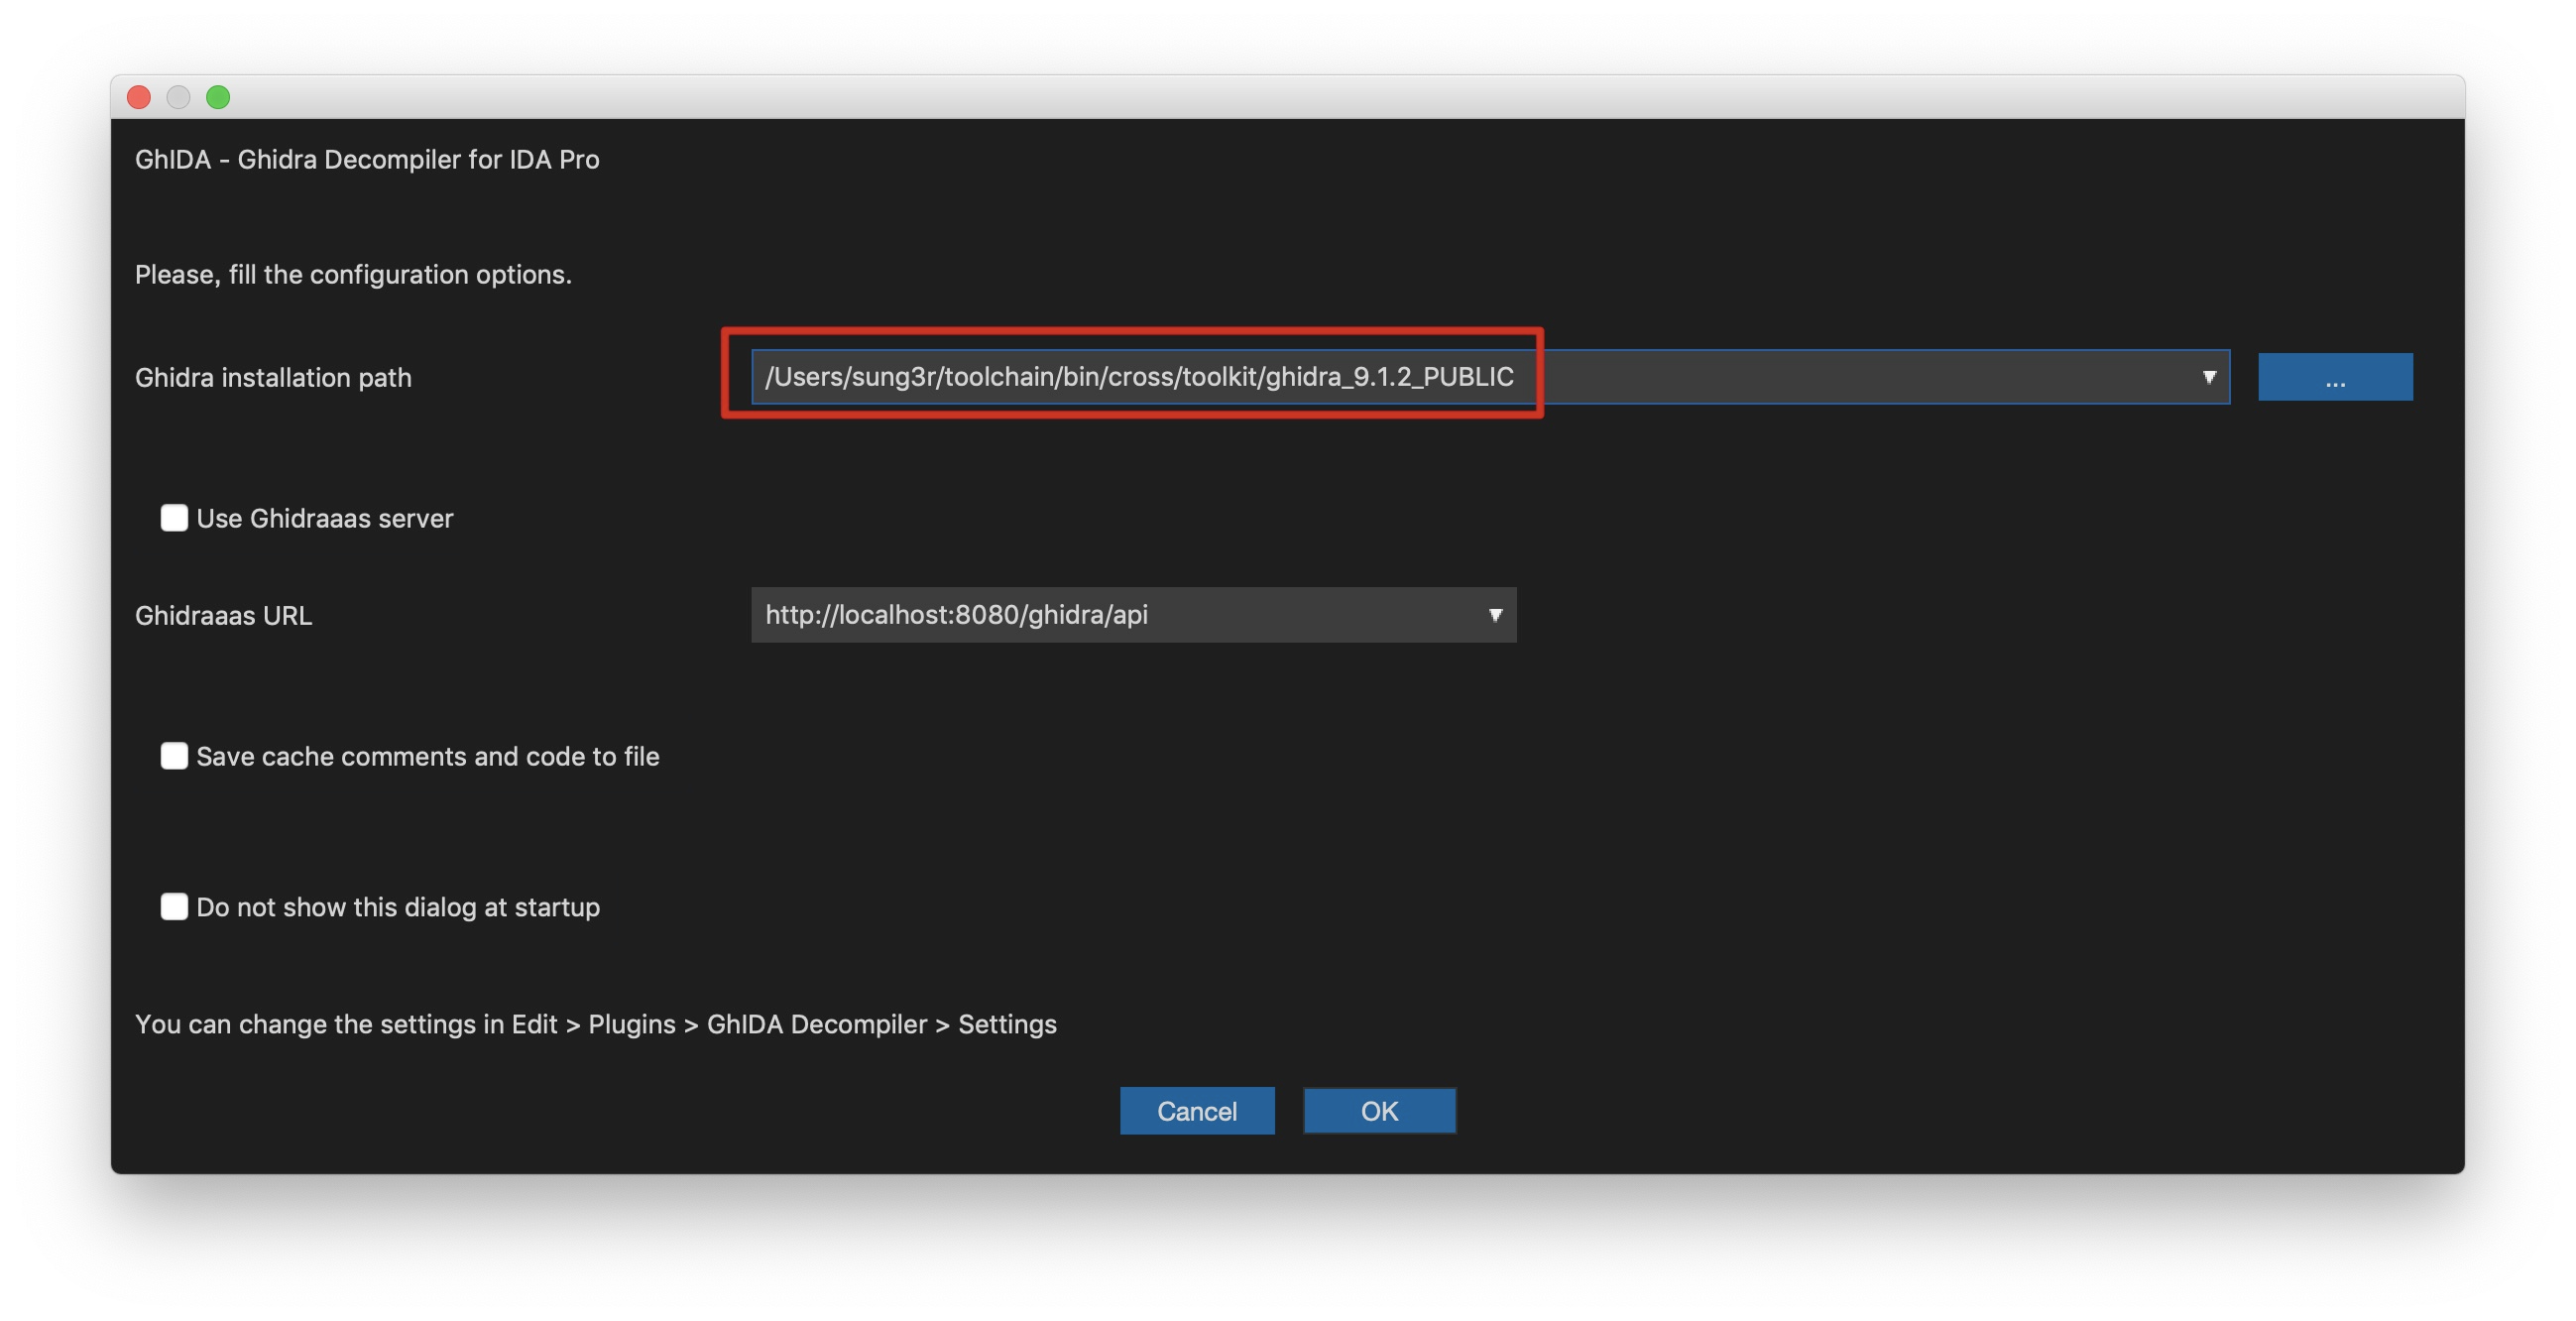 GhIDA - Ghidra Decompiler for IDA Pro
Please, fill the configuration options.
Ghidra installation path /Users/sung3r/toolchain/bin/cross/toolkit/ghidra_9.1.2_PUBLIC ...
Use Ghidraaas server
Ghidraaas URL http://localhost:8080/ghidra/api
Save cache comments and code to file
Do not show this dialog at startup
You can change the settings in Edit > Plugins > GhIDA Decompiler > Settings
Cancel OK